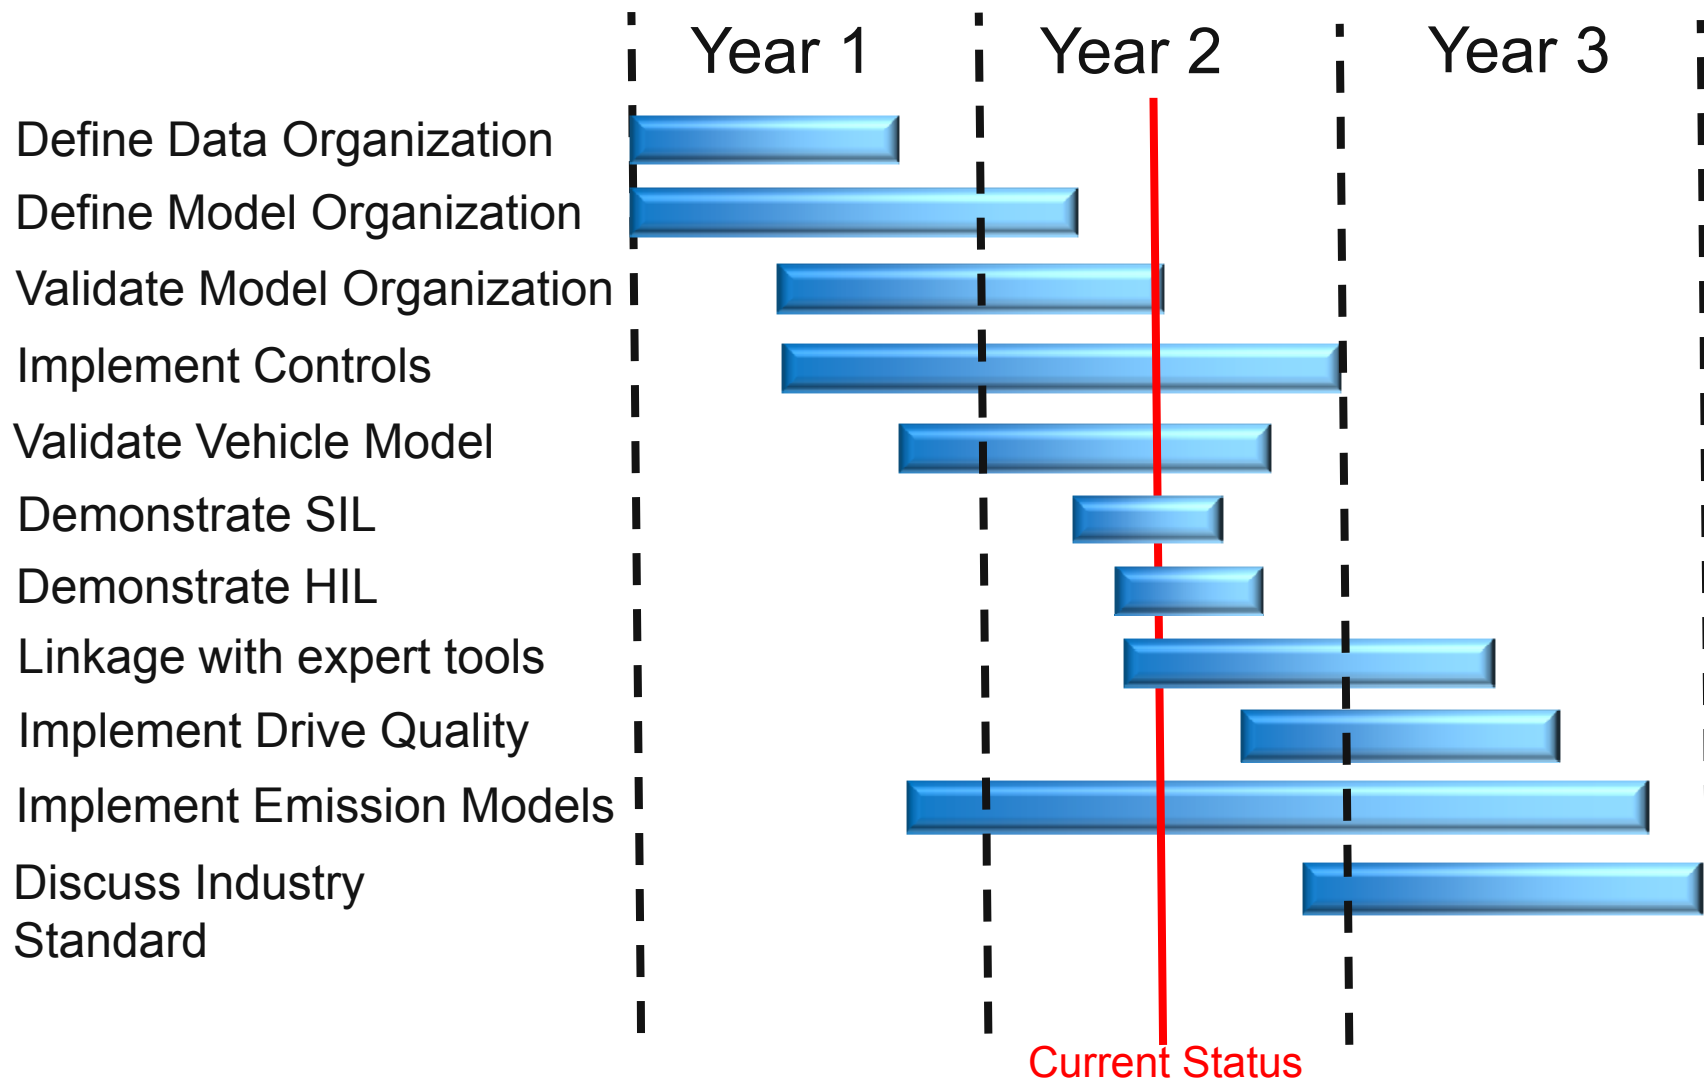 Year 1
Year 2
Year 3
Define Data Organization
Define Model Organization
Validate Model Organization
Implement Controls
Validate Vehicle Model
Demonstrate SIL
Demonstrate HIL
Linkage with expert tools
Implement Drive Quality
Implement Emission Models
Discuss Industry
Standard
Current Status